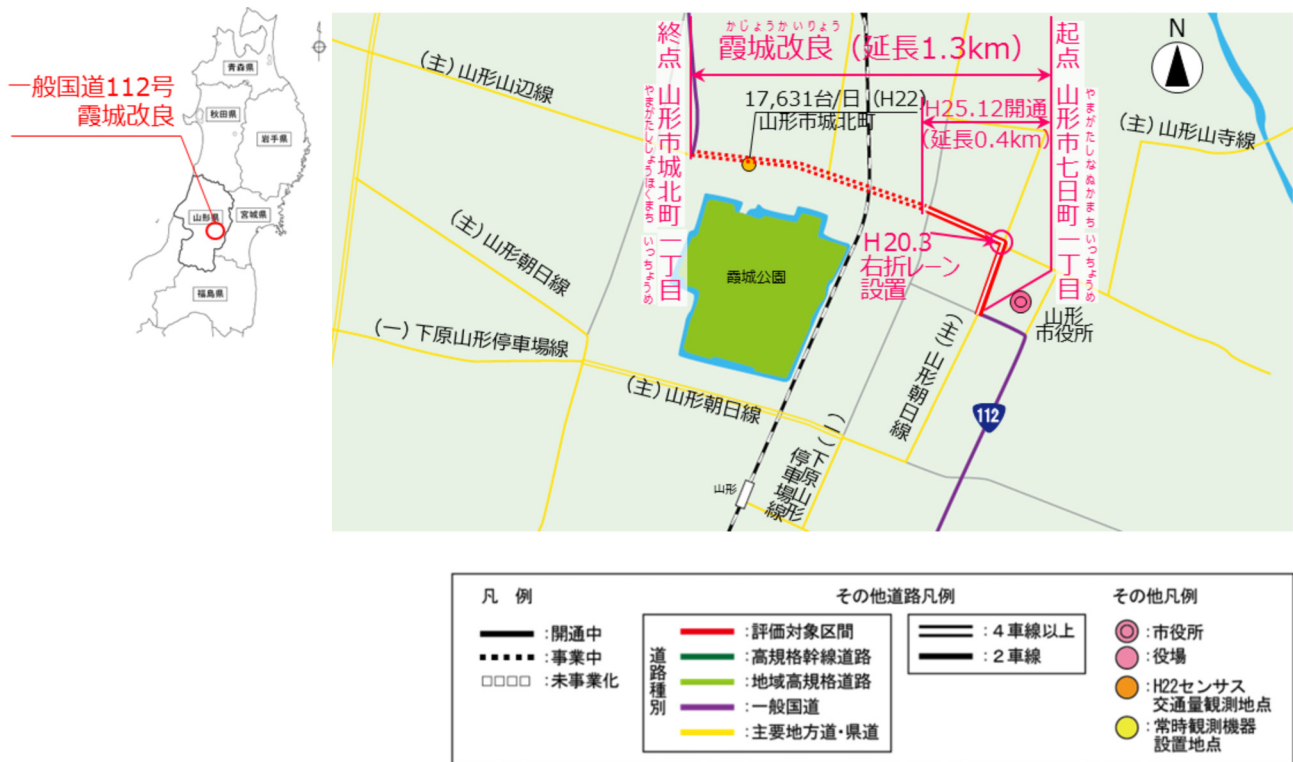 一般国道112号
霞城改良
青森県
秋田県
岩手県
山形県
宮城県
福島県
かじょうかいりょう
霞城改良（延長1.3km）
終点 山形市城北町一丁目
やまがたしじょうほくまち いっちょうめ
起点 山形市七日町一丁目
やまがたしなぬかまち いっちょうめ
N
(主)山形山辺線
17,631台/日（H22）
山形市城北町
H25.12開通
(延長0.4km)
(主)山形山寺線
(主)山形朝日線
霞城公園
H20.3
右折レーン
設置
山形
市役所
(一)下原山形停車場線
(主)山形朝日線
(主)山形朝日線
112
(一)下原山形
停車場線
山形
凡 例
:開通中
:事業中
:未事業化
その他道路凡例
道路種別
:評価対象区間
:高規格幹線道路
:地域高規格道路
:一般国道
:主要地方道・県道
:４車線以上
:２車線
その他凡例
:市役所
:役場
:H22センサス
交通量観測地点
:常時観測機器
設置地点